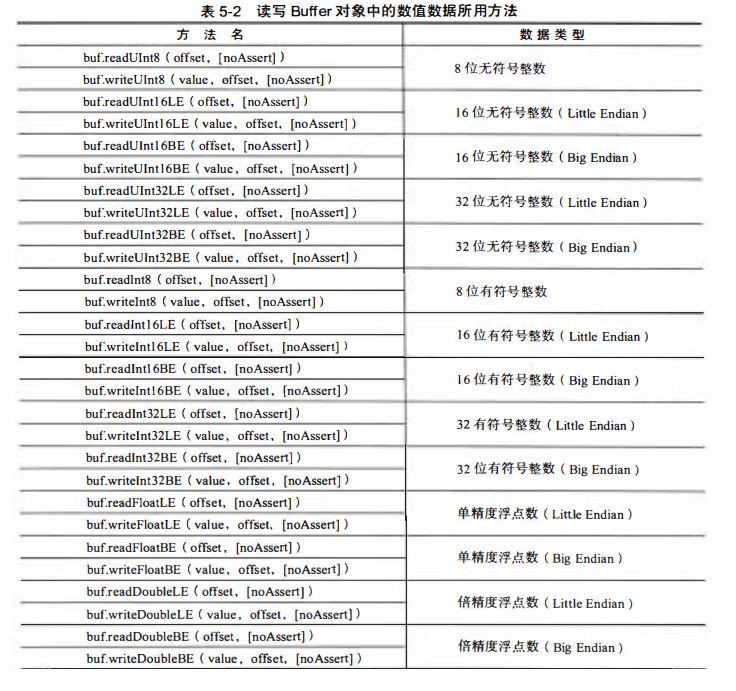 表 5-2 读写 Buffer 对象中的数值数据所用方法
方 法 名 数 据 类 型
buf.readUInt8（offset，[noAssert]）
8 位无符号整数
buf.writeUInt8（value，offset，[noAssert]）
buf.readUInt16LE（offset，[noAssert]）
16 位无符号整数（Little Endian）
buf.writeUInt16LE（value，offset，[noAssert]）
buf.readUInt16BE（offset，[noAssert]）
16 位无符号整数（Big Endian）
buf.writeUInt16BE（value，offset，[noAssert]）
buf.readUInt32LE（offset，[noAssert]）
32 位无符号整数（Little Endian）
buf.writeUInt32LE（value，offset，[noAssert]）
buf.readUInt32BE（offset，[noAssert]）
32 位无符号整数（Big Endian）
buf.writeUInt32BE（value，offset，[noAssert]）
buf.readInt8（offset，[noAssert]）
8 位有符号整数
buf.writeInt8（value，offset，[noAssert]）
buf.readInt16LE（offset，[noAssert]）
16 位有符号整数（Little Endian）
buf.writeInt16LE（value，offset，[noAssert]）
buf.readInt16BE（offset，[noAssert]）
16 位有符号整数（Big Endian）
buf.writeInt16BE（value，offset，[noAssert]）
buf.readInt32LE（offset，[noAssert]）
32 有符号整数（Little Endian）
buf.writeInt32LE（value，offset，[noAssert]）
buf.readInt32BE（offset，[noAssert]）
32 位有符号整数（Big Endian）
buf.writeInt32BE（value，offset，[noAssert]）
buf.readFloatLE（offset，[noAssert]）
单精度浮点数（Little Endian）
buf.writeFloatLE（value，offset，[noAssert]）
buf.readFloatBE（offset，[noAssert]）
单精度浮点数（Big Endian）
buf.writeFloatBE（value，offset，[noAssert]）
buf.readDoubleLE（offset，[noAssert]）
倍精度浮点数（Little Endian）
buf.writeDoubleLE（value，offset，[noAssert]）
buf.readDoubleBE（offset，[noAssert]）
倍精度浮点数（Big Endian）
buf.writeDoubleBE（value，offset，[noAssert]）